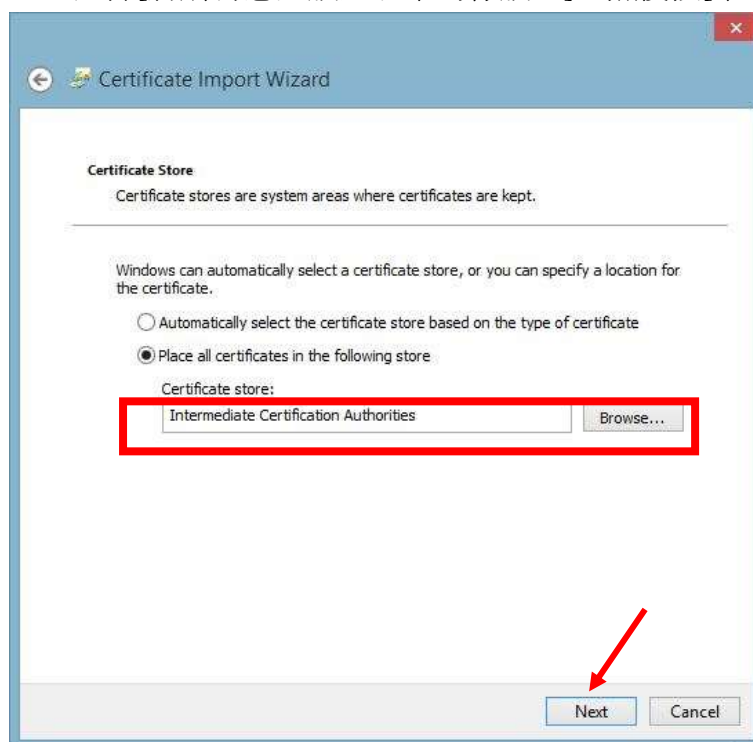 Certificate Import Wizard
Certificate Store
Certificate stores are system areas where certificates are kept.
Windows can automatically select a certificate store, or you can specify a location for
the certificate.
Automatically select the certificate store based on the type of certificate
Place all certificates in the following store
Certificate store:
Intermediate Certification Authorities Browse...
Next Cancel